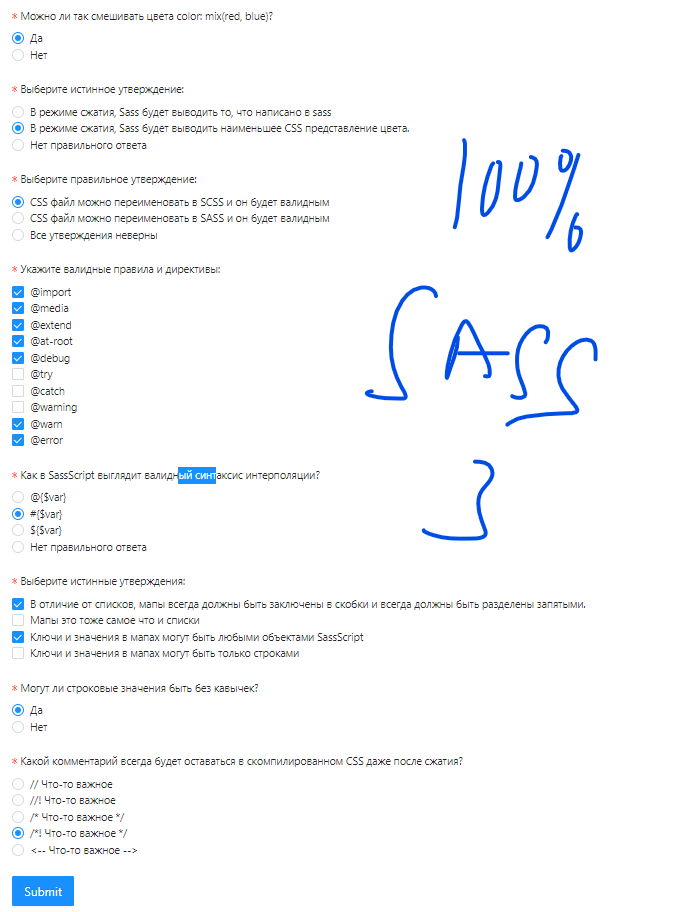 * Можно ли так смешивать цвета color: mix(red, blue)?
Да
Нет
* Выберите истинное утверждение:
В режиме сжатия, Sass будет выводить то, что написано в sass
В режиме сжатия, Sass будет выводить наименьшее CSS представление цвета.
Нет правильного ответа
* Выберите правильное утверждение:
CSS файл можно переименовать в SCSS и он будет валидным
CSS файл можно переименовать в SASS и он будет валидным
Все утверждения неверны
100%
* Укажите валидные правила и директивы:
@import
@media
@extend
@at-root
@debug
@try
@catch
@warning
@warn
@error
SASS
3
* Как в SassScript выглядит валидный синтаксис интерполяции?
@{$var}
#{$var}
${$var}
Нет правильного ответа
* Выберите истинные утверждения:
В отличие от списков, мапы всегда должны быть заключены в скобки и всегда должны быть разделены запятыми.
Мапы это тоже самое что и списки
Ключи и значения в мапах могут быть любыми объектами SassScript
Ключи и значения в мапах могут быть только строками
* Могут ли строковые значения быть без кавычек?
Да
Нет
* Какой комментарий всегда будет оставаться в скомпилированном CSS даже после сжатия?
// Что-то важное
//! Что-то важное
/* Что-то важное */
/*! Что-то важное */
<-- Что-то важное -->
Submit